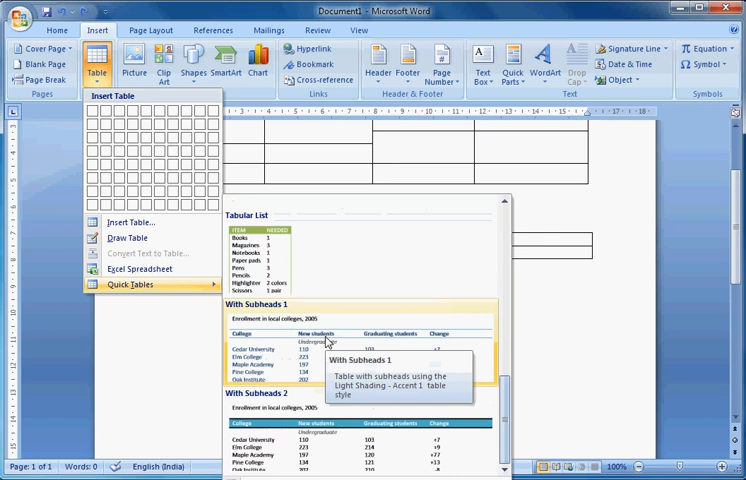 Document1 - Microsoft Word
Home Insert Page Layout References Mailings Review View
Cover Page
Blank Page
Page Break
Pages
Table
Picture
Clip Art
Shapes
SmartArt
Chart
Hyperlink
Bookmark
Cross-reference
Links
Header
Footer
Page Number
Header & Footer
Text Box
Quick Parts
WordArt
Drop Cap
Signature Line
Date & Time
Object
Text
Equation
Symbol
Symbols
Insert Table
Insert Table...
Draw Table
Convert Text to Table...
Excel Spreadsheet
Quick Tables
Tabular List
ITEM NEEDED
Books 1
Magazines 3
Notebooks 1
Paper pads 1
Pens 3
Pencils 2
Highlighter 2 colors
Scissors 1 pair
With Subheads 1
Enrollment in local colleges, 2005
College New students Graduating students Change
Undergraduate
Cedar University 110 103 +7
Elm College 223
Maple Academy 197
Pine College 134
Oak Institute 202
With Subheads 1
Table with subheads using the
Light Shading - Accent 1 table
style
With Subheads 2
Enrollment in local colleges, 2005
College New students Graduating students Change
Undergraduate
Cedar University 110 103 +7
Elm College 223 214 +9
Maple Academy 197 120 +77
Pine College 134 121 +13
Oak Institute 202 210 -8
Page: 1 of 1 Words: 0 English (India) 100%